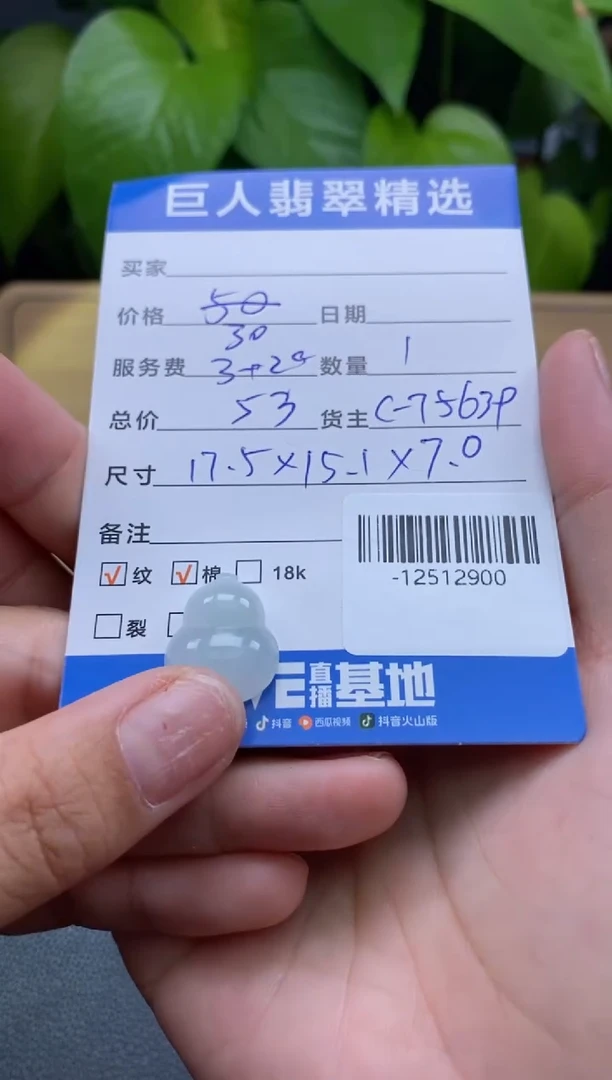 巨人翡翠精选
买家
价格 50 日期
30
服务费 3+20 数量 1
总价 53 货主 C-7563P
尺寸 17.5×15.1×7.0
备注
纹 棉 18k
-12512900
裂
直播基地
抖音 西瓜视频 抖音火山版